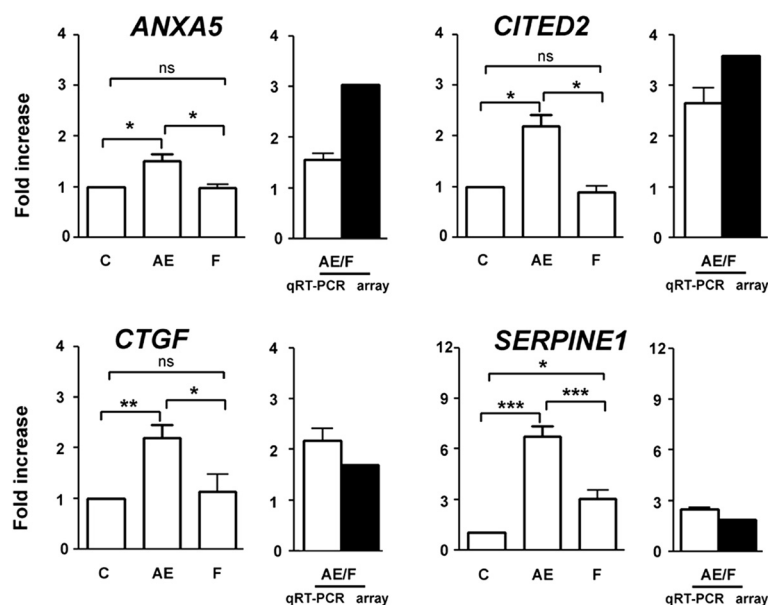 ANXA5
CITED2
Fold increase
4
3
2
1
0
ns
*
*
C AE F
4
3
2
1
0
AE/F
qRT-PCR array
4
3
2
1
0
ns
*
*
C AE F
4
3
2
1
0
AE/F
qRT-PCR array
CTGF
SERPINE1
Fold increase
4
3
2
1
0
ns
**
*
C AE F
4
3
2
1
0
AE/F
qRT-PCR array
12
9
6
3
0
*
***
***
C AE F
12
9
6
3
0
AE/F
qRT-PCR array